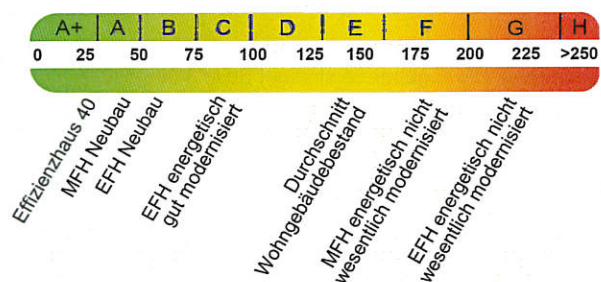 A+ A B C D E F G H
0 25 50 75 100 125 150 175 200 225 >250
Effizienzhaus 40
MFH Neubau
EFH Neubau
EFH energetisch
gut modernisiert
Durchschnitt
Wohngebäudebestand
MFH energetisch nicht
wesentlich modernisiert
EFH energetisch nicht
wesentlich modernisiert